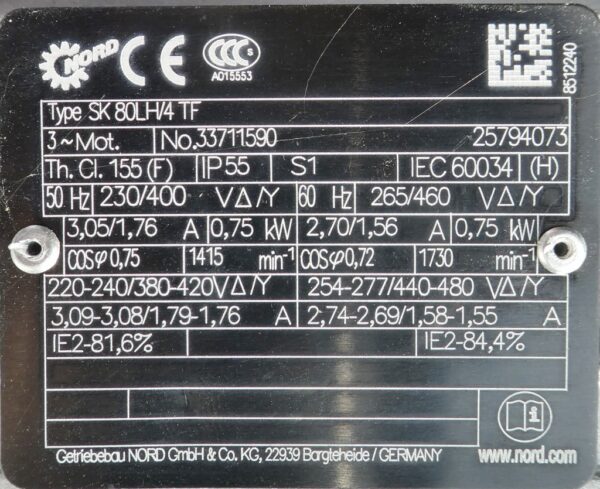 NORD CE CCC S
A015553
8512240
Type SK 80LH/4 TF
3~Mot. No.33711590 25794073
Th. Cl. 155 (F) IP55 S1 IEC 60034 (H)
50 Hz 230/400 V Δ/Y 60 Hz 265/460 V Δ/Y
3,05/1,76 A 0,75 kW 2,70/1,56 A 0,75 kW
cosφ 0,75 1415 min-1 cosφ 0,72 1730 min-1
220-240/380-420V Δ/Y 254-277/440-480 V Δ/Y
3,09-3,08/1,79-1,76 A 2,74-2,69/1,58-1,55 A
IE2-81,6% IE2-84,4%
Getriebebau NORD GmbH & Co. KG, 22939 Bargteheide / GERMANY www.nord.com